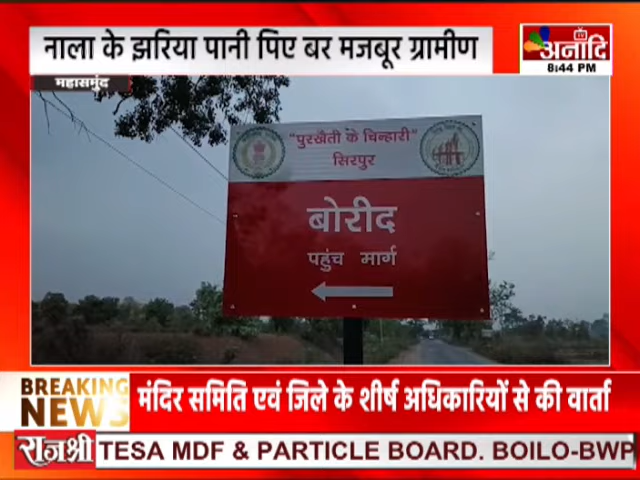 नाला के झरिया पानी पिए बर मजबूर ग्रामीण
अनादि
TV
8:44 PM
महासमुंद
"पुरखौती के चिन्हारी"
सिरपुर
बोरीद
पहुंच मार्ग
BREAKING NEWS
मंदिर समिति एवं जिले के शीर्ष अधिकारियों से की वार्ता
राजश्री
TESA MDF & PARTICLE BOARD. BOILO-BWP